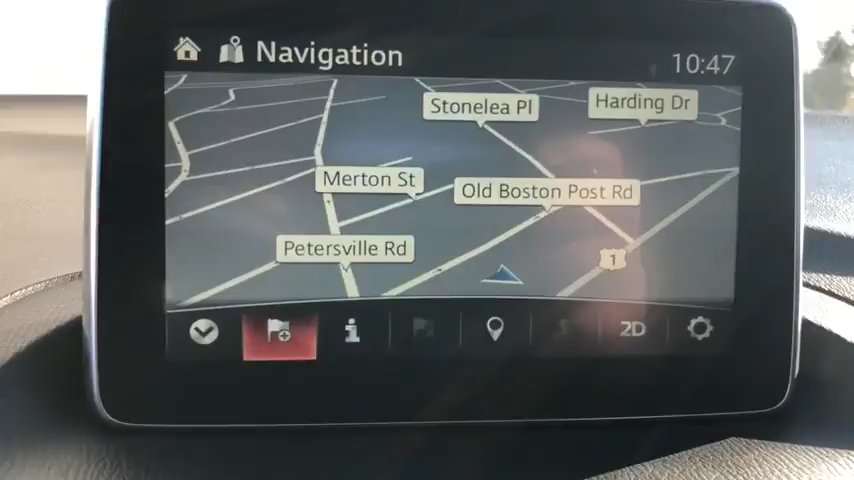 Navigation
10:47
Stonelea Pl
Harding Dr
Merton St
Old Boston Post Rd
Petersville Rd
1
2D